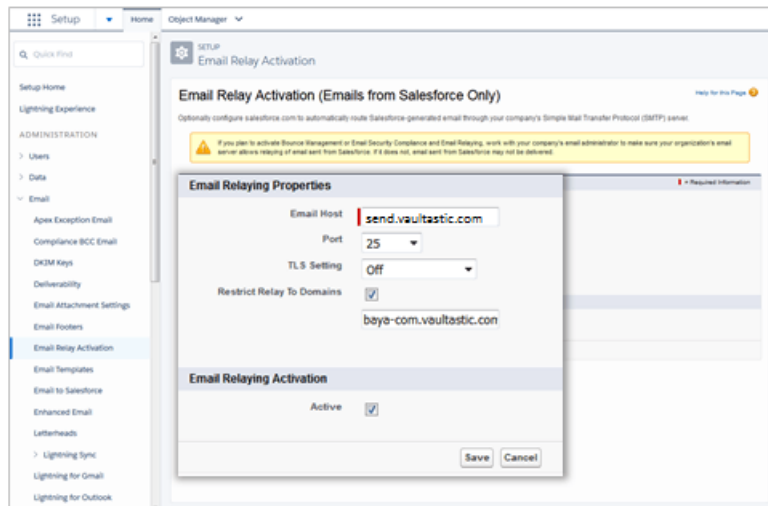 Setup
Home
Object Manager
Quick Find
Setup Home
Lightning Experience
ADMINISTRATION
Users
Data
Email
Apex Exception Email
Compliance BCC Email
DKIM Keys
Deliverability
Email Attachment Settings
Email Footers
Email Relay Activation
Email Templates
Email to Salesforce
Enhanced Email
Letterheads
Lightning Sync
Lightning for Gmail
Lightning for Outlook
SETUP
Email Relay Activation
Email Relay Activation (Emails from Salesforce Only)
Help for this Page
Optionally configure salesforce.com to automatically route Salesforce-generated email through your company's Simple Mail Transfer Protocol (SMTP) server.
If you plan to activate Bounce Management or Email Security Compliance and Email Relaying, work with your company's email administrator to make sure your organization's email
server allows relaying of email sent from Salesforce. If it does not, email sent from Salesforce may not be delivered.
= Required Information
Email Relaying Properties
Email Host send.vaultastic.com
Port 25
TLS Setting Off
Restrict Relay To Domains
baya-com.vaultastic.com
Email Relaying Activation
Active
Save Cancel